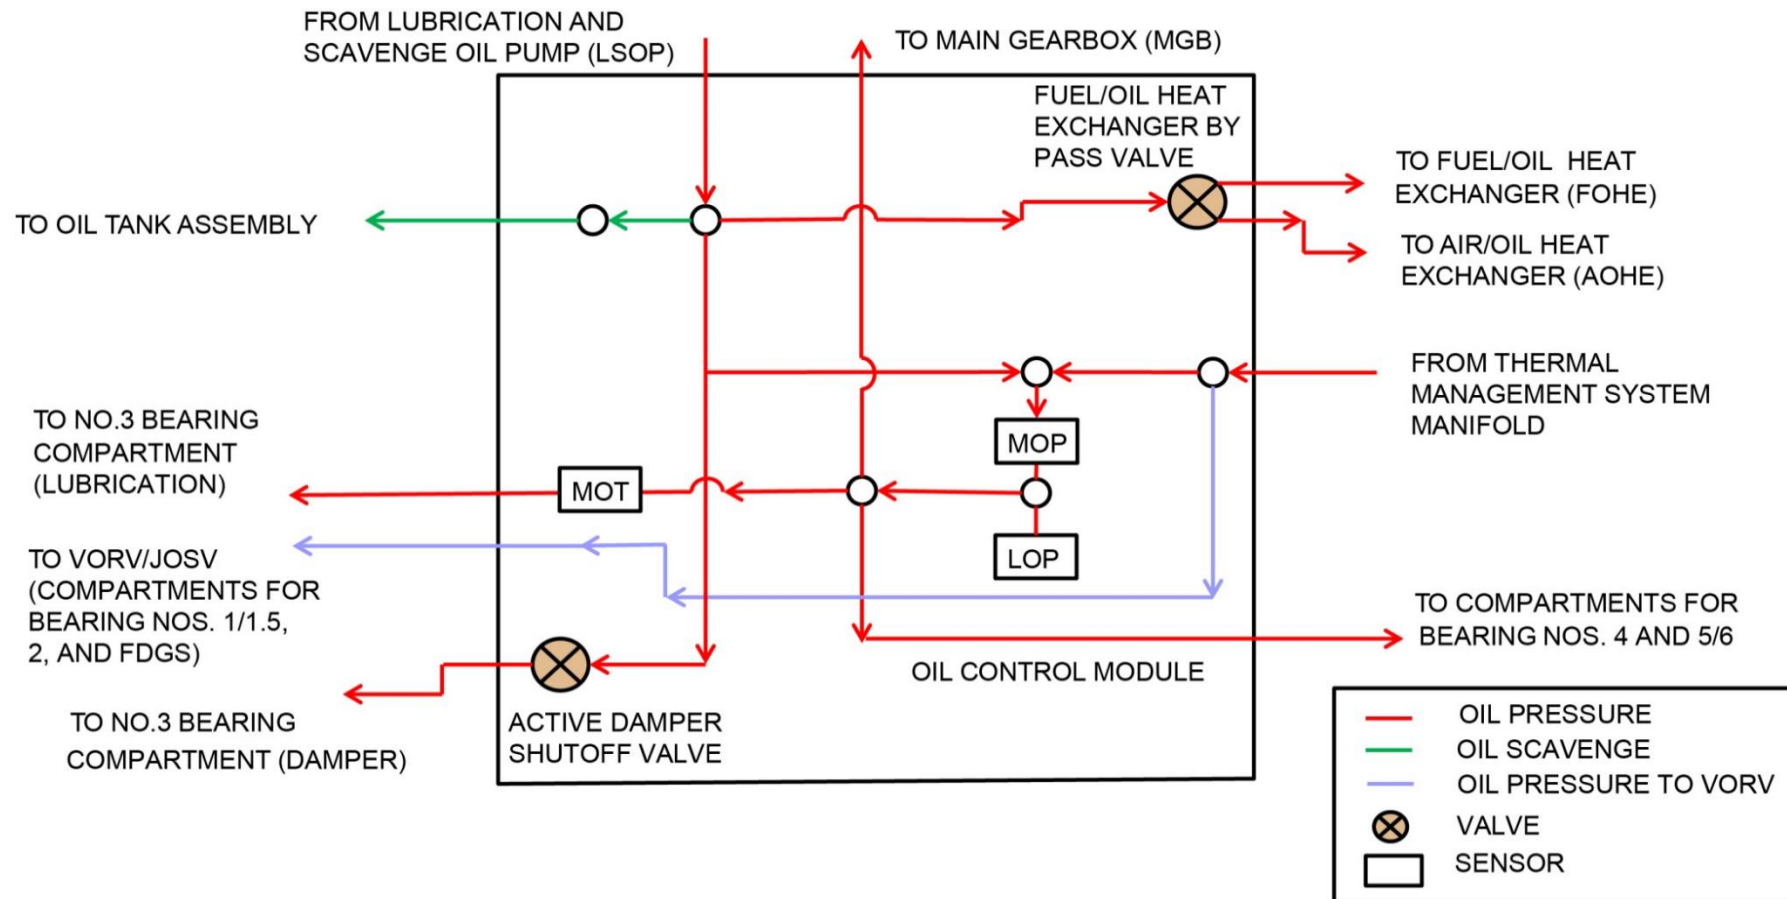 FROM LUBRICATION AND
SCAVENGE OIL PUMP (LSOP)
TO MAIN GEARBOX (MGB)
FUEL/OIL HEAT
EXCHANGER BY
PASS VALVE
TO FUEL/OIL HEAT
EXCHANGER (FOHE)
TO OIL TANK ASSEMBLY
TO AIR/OIL HEAT
EXCHANGER (AOHE)
FROM THERMAL
MANAGEMENT SYSTEM
MANIFOLD
TO NO.3 BEARING
COMPARTMENT
(LUBRICATION)
MOP
MOT
LOP
TO VORV/JOSV
(COMPARTMENTS FOR
BEARING NOS. 1/1.5,
2, AND FDGS)
TO COMPARTMENTS FOR
BEARING NOS. 4 AND 5/6
OIL CONTROL MODULE
TO NO.3 BEARING
COMPARTMENT (DAMPER)
ACTIVE DAMPER
SHUTOFF VALVE
OIL PRESSURE
OIL SCAVENGE
OIL PRESSURE TO VORV
VALVE
SENSOR